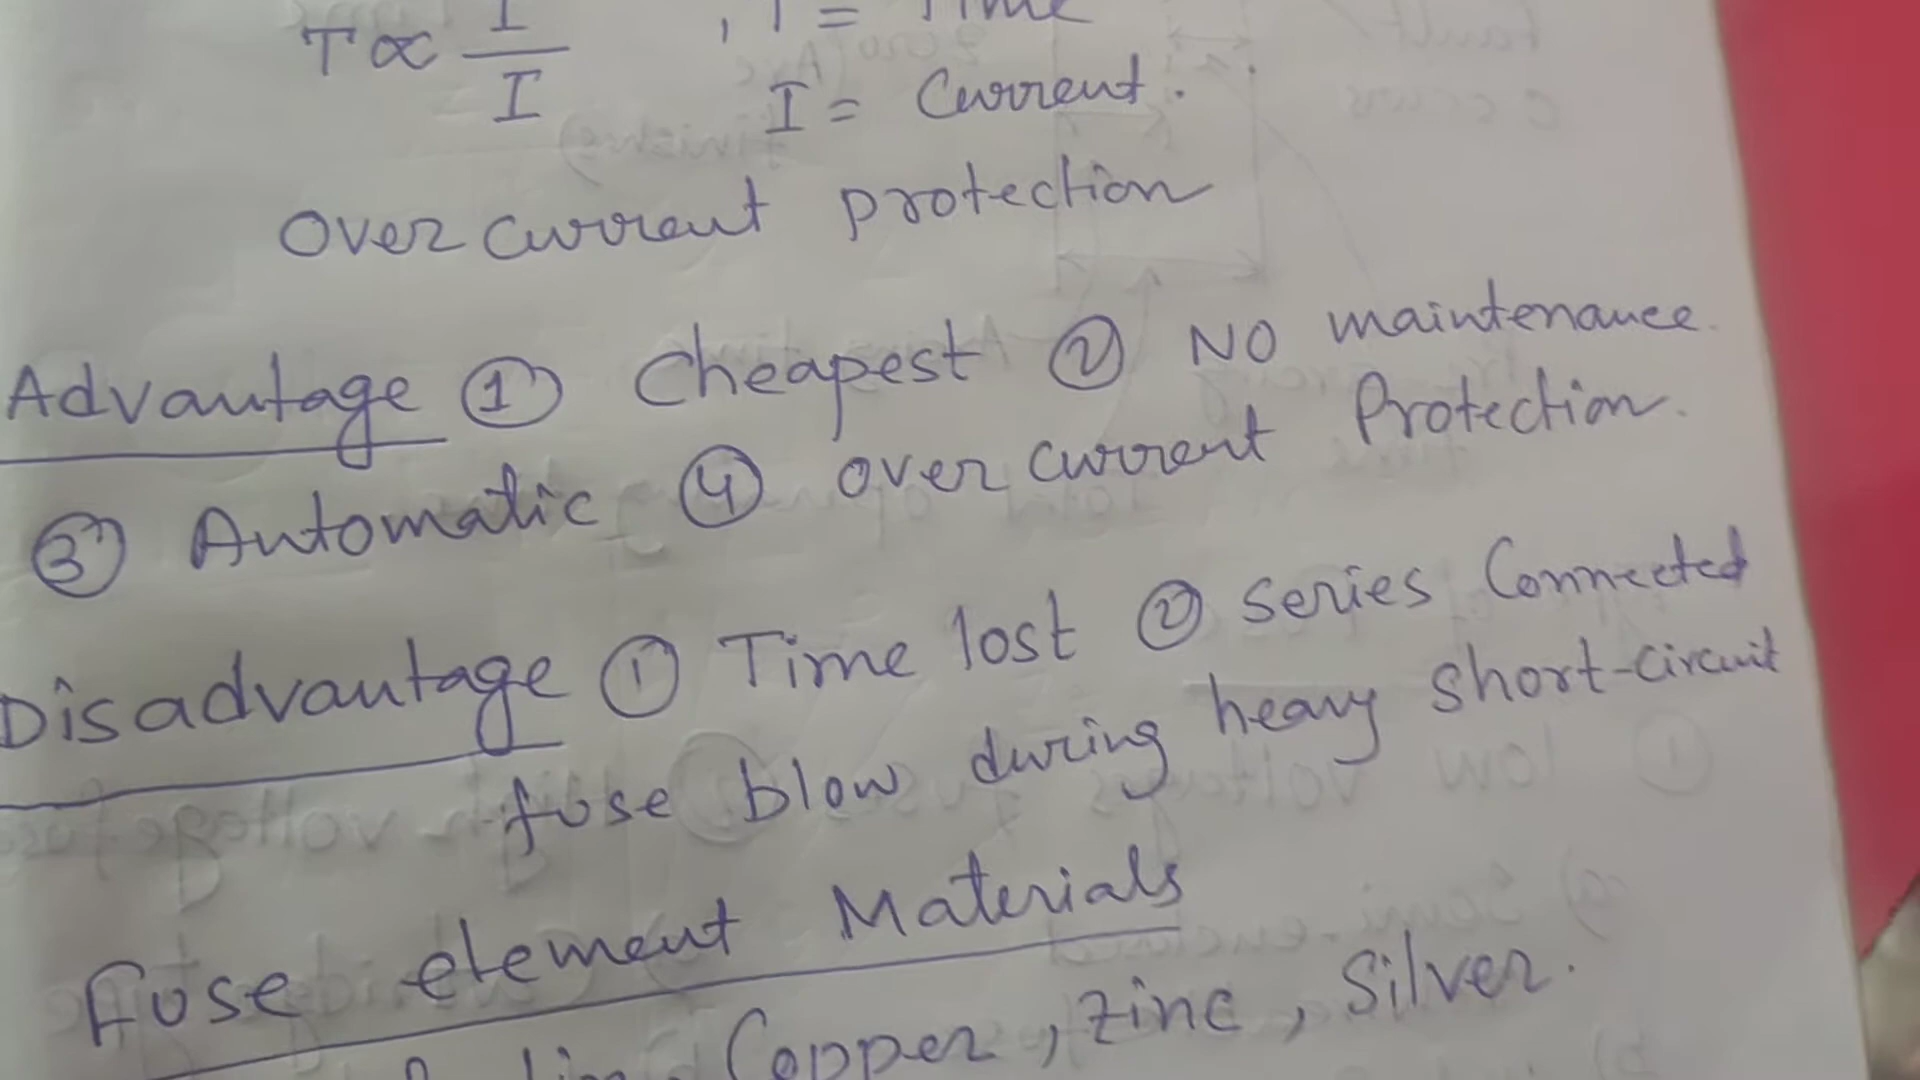 T ∝ 1/I , T = Time
I = Current.
Over current protection
Advantage ① Cheapest ② NO maintenance.
③ Automatic ④ over current Protection.
Disadvantage ① Time lost ② series Connected
fuse blow during heavy short-circuit
Fuse element Materials
Copper, zinc, Silver.